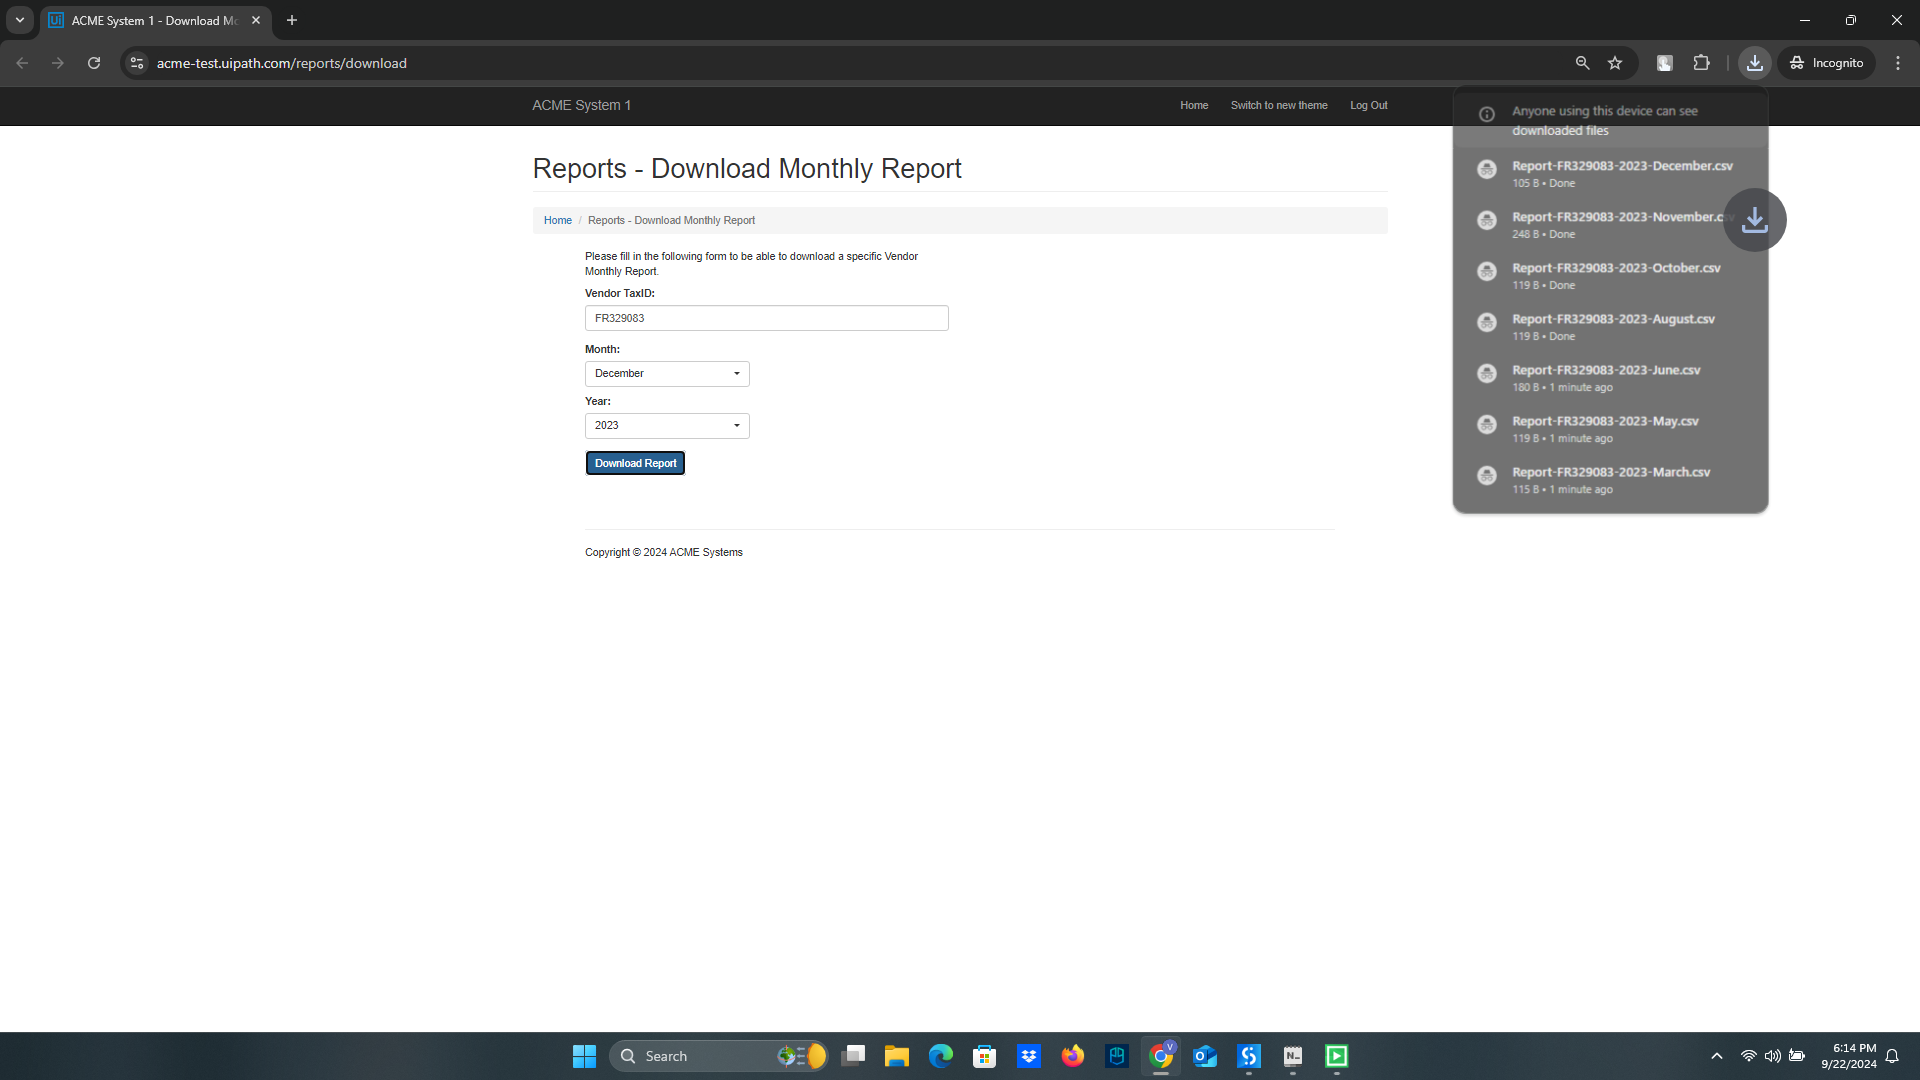 ACME System 1 - Download Mo
acme-test.uipath.com/reports/download
Incognito
ACME System 1
Home
Switch to new theme
Log Out
Anyone using this device can see
downloaded files
Report-FR329083-2023-December.csv
105 B • Done
Report-FR329083-2023-November.csv
248 B • Done
Report-FR329083-2023-October.csv
119 B • Done
Report-FR329083-2023-August.csv
119 B • Done
Report-FR329083-2023-June.csv
180 B • 1 minute ago
Report-FR329083-2023-May.csv
119 B • 1 minute ago
Report-FR329083-2023-March.csv
115 B • 1 minute ago
Reports - Download Monthly Report
Home / Reports - Download Monthly Report
Please fill in the following form to be able to download a specific Vendor
Monthly Report.
Vendor TaxID:
FR329083
Month:
December
Year:
2023
Download Report
Copyright © 2024 ACME Systems
Search
6:14 PM
9/22/2024